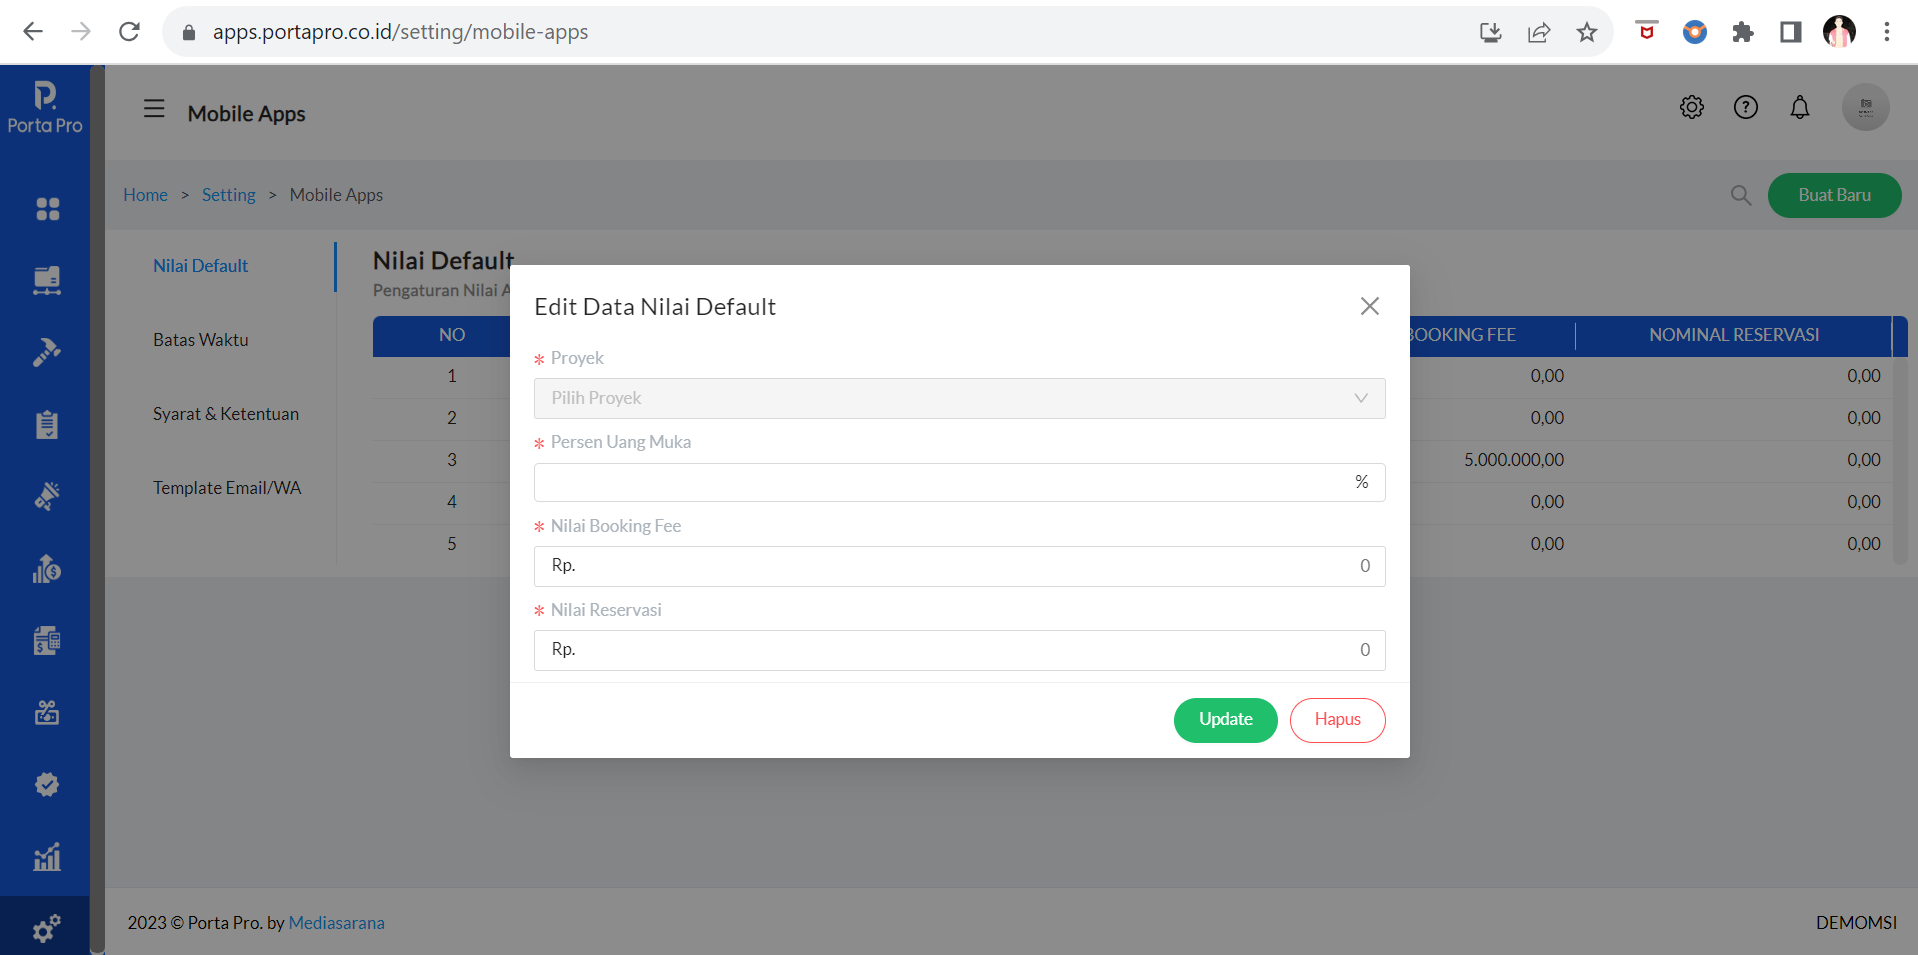 apps.portapro.co.id/setting/mobile-apps
Porta Pro
Mobile Apps
Home > Setting > Mobile Apps
Buat Baru
Nilai Default
Batas Waktu
Syarat & Ketentuan
Template Email/WA
Nilai Default
Pengaturan Nilai A
NO
BOOKING FEE
NOMINAL RESERVASI
1
0,00
0,00
2
0,00
0,00
3
5.000.000,00
0,00
4
0,00
0,00
5
0,00
0,00
Edit Data Nilai Default
* Proyek
Pilih Proyek
* Persen Uang Muka
%
* Nilai Booking Fee
Rp.
0
* Nilai Reservasi
Rp.
0
Update
Hapus
2023 © Porta Pro. by Mediasarana
DEMOMSI